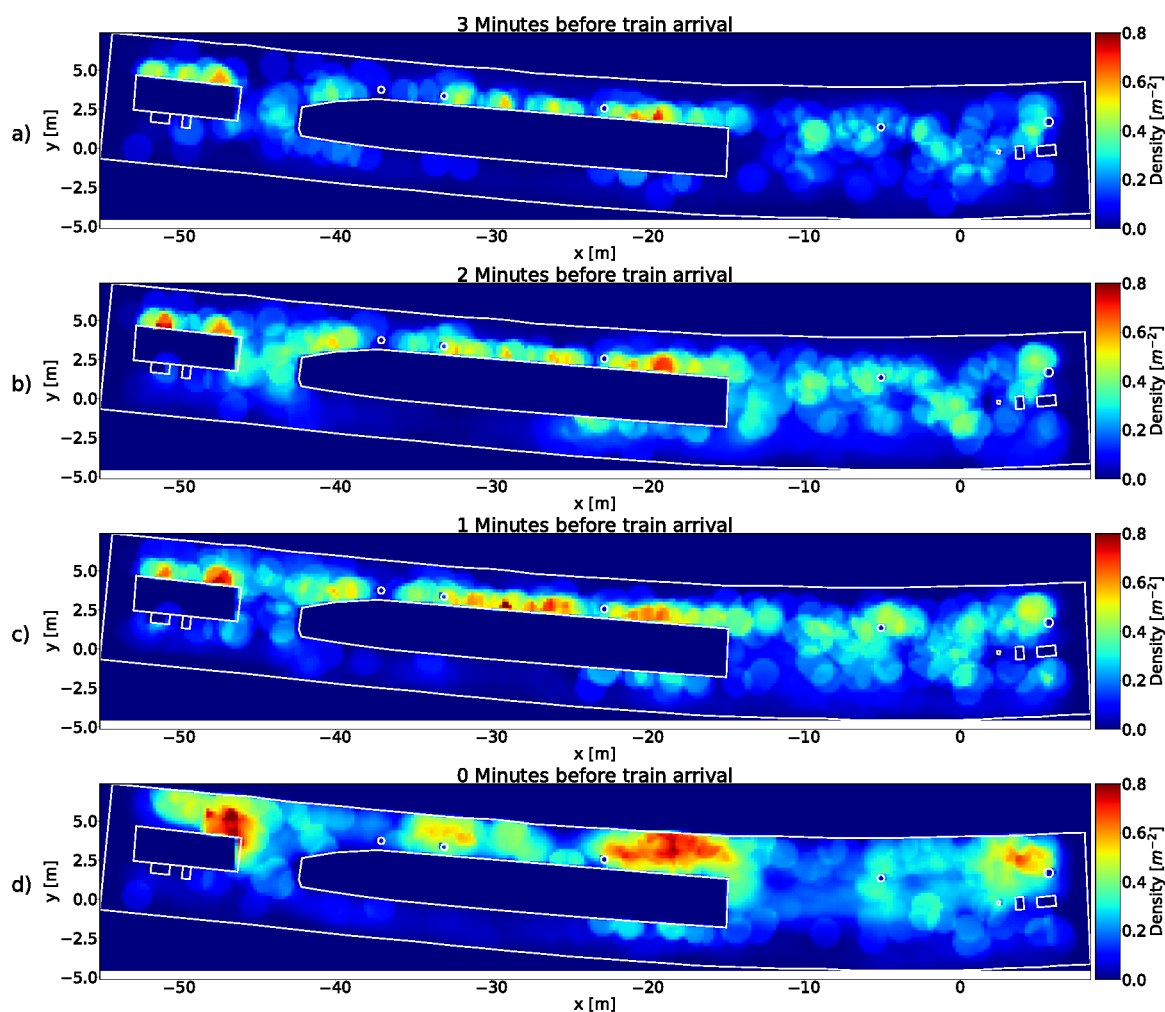 3 Minutes before train arrival
a)
y [m]
5.0
2.5
0.0
−2.5
−5.0
−50 −40 −30 −20 −10 0
x [m]
0.8
0.6
0.4
0.2
0.0
Density [m⁻²]
2 Minutes before train arrival
b)
y [m]
5.0
2.5
0.0
−2.5
−5.0
−50 −40 −30 −20 −10 0
x [m]
0.8
0.6
0.4
0.2
0.0
Density [m⁻²]
1 Minutes before train arrival
c)
y [m]
5.0
2.5
0.0
−2.5
−5.0
−50 −40 −30 −20 −10 0
x [m]
0.8
0.6
0.4
0.2
0.0
Density [m⁻²]
0 Minutes before train arrival
d)
y [m]
5.0
2.5
0.0
−2.5
−5.0
−50 −40 −30 −20 −10 0
x [m]
0.8
0.6
0.4
0.2
0.0
Density [m⁻²]